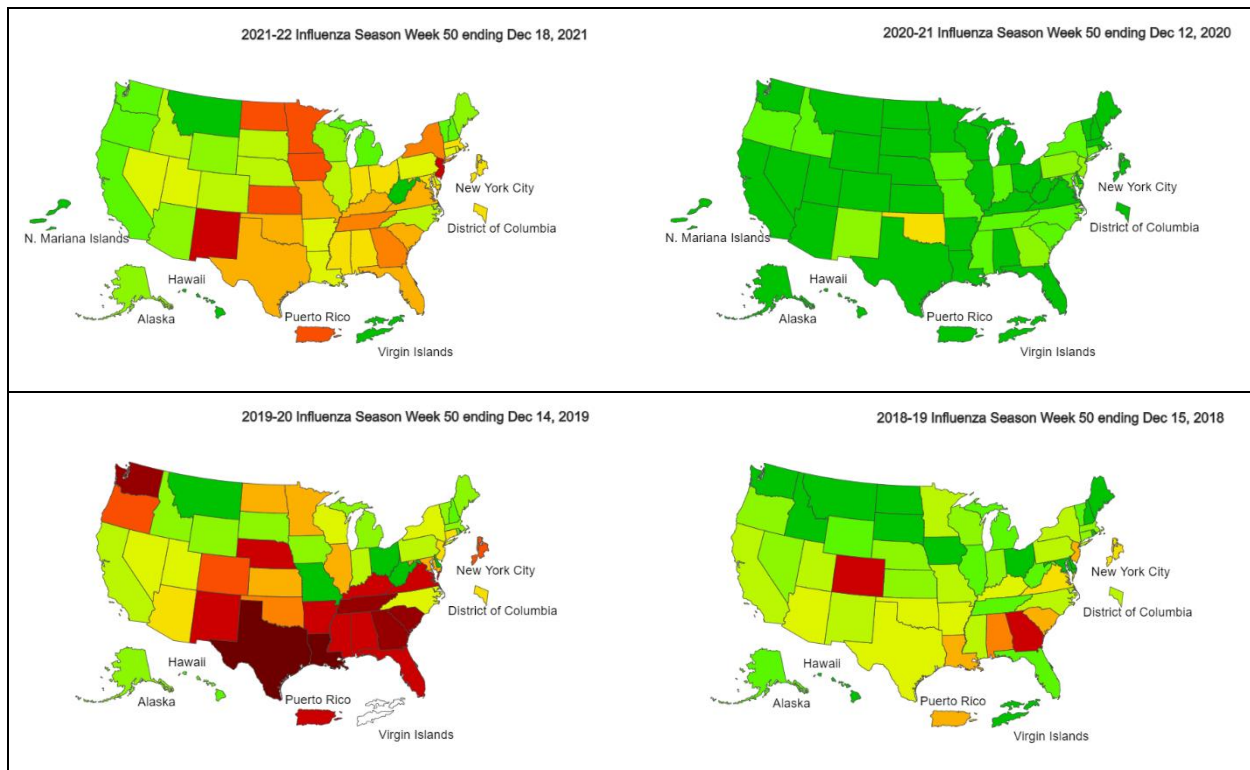 2021-22 Influenza Season Week 50 ending Dec 18, 2021
New York City
District of Columbia
N. Mariana Islands
Hawaii
Alaska
Puerto Rico
Virgin Islands
2020-21 Influenza Season Week 50 ending Dec 12, 2020
New York City
District of Columbia
N. Mariana Islands
Hawaii
Alaska
Puerto Rico
Virgin Islands
2019-20 Influenza Season Week 50 ending Dec 14, 2019
New York City
District of Columbia
Hawaii
Alaska
Puerto Rico
Virgin Islands
2018-19 Influenza Season Week 50 ending Dec 15, 2018
New York City
District of Columbia
Hawaii
Alaska
Puerto Rico
Virgin Islands